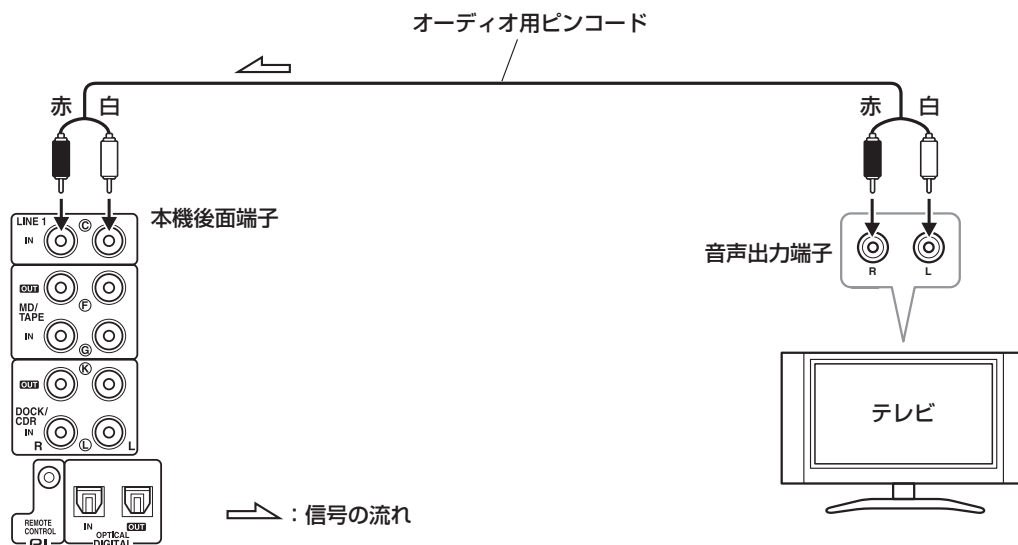 オーディオ用ピンコード
赤 白
赤 白
LINE 1
IN
C
本機後面端子
音声出力端子
R L
OUT
F
MD/
TAPE
IN
G
K
OUT
DOCK/
CDR
IN
R L L
テレビ
REMOTE
CONTROL
IN OUT
OPTICAL
DIGITAL
:信号の流れ